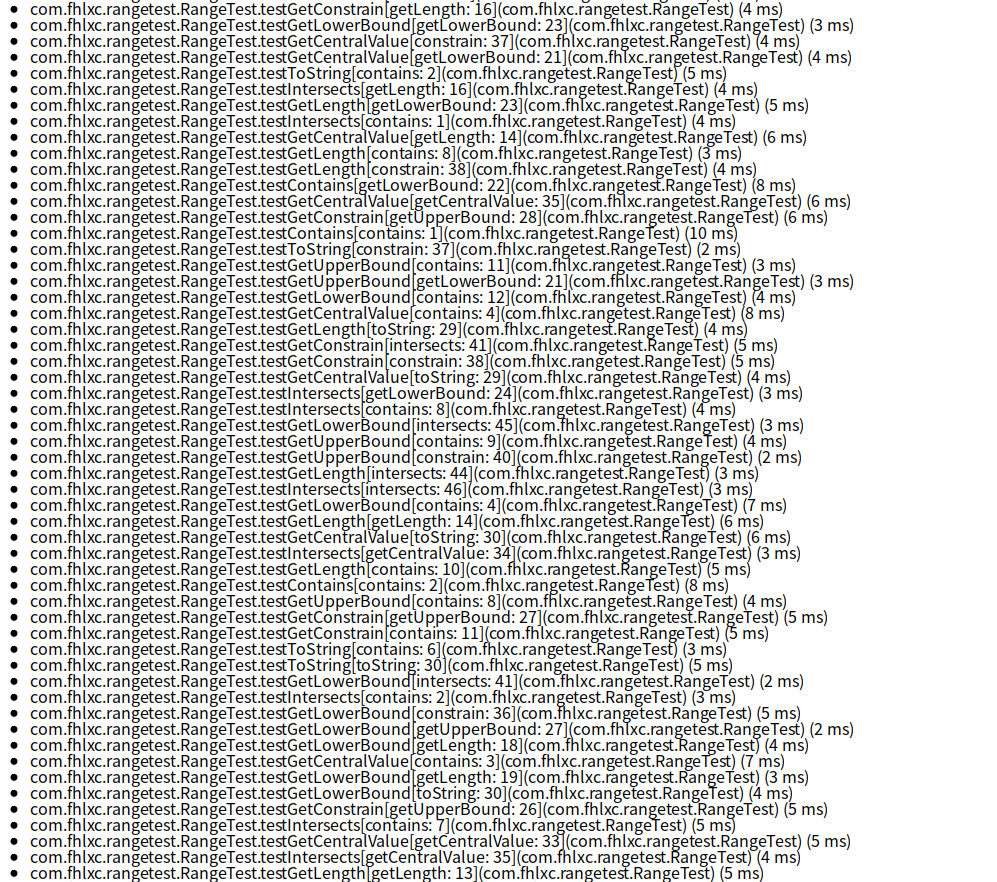 com.fhlxc.rangetest.RangeTest.testGetConstrain[getLength: 16](com.fhlxc.rangetest.RangeTest) (4 ms)
com.fhlxc.rangetest.RangeTest.testGetLowerBound[getLowerBound: 23](com.fhlxc.rangetest.RangeTest) (3 ms)
com.fhlxc.rangetest.RangeTest.testGetCentralValue[constrain: 37](com.fhlxc.rangetest.RangeTest) (4 ms)
com.fhlxc.rangetest.RangeTest.testGetCentralValue[getLowerBound: 21](com.fhlxc.rangetest.RangeTest) (4 ms)
com.fhlxc.rangetest.RangeTest.testToString[contains: 2](com.fhlxc.rangetest.RangeTest) (5 ms)
com.fhlxc.rangetest.RangeTest.testIntersects[getLength: 16](com.fhlxc.rangetest.RangeTest) (4 ms)
com.fhlxc.rangetest.RangeTest.testGetLength[getLowerBound: 23](com.fhlxc.rangetest.RangeTest) (5 ms)
com.fhlxc.rangetest.RangeTest.testIntersects[contains: 1](com.fhlxc.rangetest.RangeTest) (4 ms)
com.fhlxc.rangetest.RangeTest.testGetCentralValue[getLength: 14](com.fhlxc.rangetest.RangeTest) (6 ms)
com.fhlxc.rangetest.RangeTest.testGetLength[contains: 8](com.fhlxc.rangetest.RangeTest) (3 ms)
com.fhlxc.rangetest.RangeTest.testGetLength[constrain: 38](com.fhlxc.rangetest.RangeTest) (4 ms)
com.fhlxc.rangetest.RangeTest.testContains[getLowerBound: 22](com.fhlxc.rangetest.RangeTest) (8 ms)
com.fhlxc.rangetest.RangeTest.testGetCentralValue[getCentralValue: 35](com.fhlxc.rangetest.RangeTest) (6 ms)
com.fhlxc.rangetest.RangeTest.testGetConstrain[getUpperBound: 28](com.fhlxc.rangetest.RangeTest) (6 ms)
com.fhlxc.rangetest.RangeTest.testContains[contains: 1](com.fhlxc.rangetest.RangeTest) (10 ms)
com.fhlxc.rangetest.RangeTest.testToString[constrain: 37](com.fhlxc.rangetest.RangeTest) (2 ms)
com.fhlxc.rangetest.RangeTest.testGetUpperBound[contains: 11](com.fhlxc.rangetest.RangeTest) (3 ms)
com.fhlxc.rangetest.RangeTest.testGetUpperBound[getLowerBound: 21](com.fhlxc.rangetest.RangeTest) (3 ms)
com.fhlxc.rangetest.RangeTest.testGetLowerBound[contains: 12](com.fhlxc.rangetest.RangeTest) (4 ms)
com.fhlxc.rangetest.RangeTest.testGetCentralValue[contains: 4](com.fhlxc.rangetest.RangeTest) (8 ms)
com.fhlxc.rangetest.RangeTest.testGetLength[toString: 29](com.fhlxc.rangetest.RangeTest) (4 ms)
com.fhlxc.rangetest.RangeTest.testGetConstrain[intersects: 41](com.fhlxc.rangetest.RangeTest) (5 ms)
com.fhlxc.rangetest.RangeTest.testGetConstrain[constrain: 38](com.fhlxc.rangetest.RangeTest) (5 ms)
com.fhlxc.rangetest.RangeTest.testGetCentralValue[toString: 29](com.fhlxc.rangetest.RangeTest) (4 ms)
com.fhlxc.rangetest.RangeTest.testIntersects[getLowerBound: 24](com.fhlxc.rangetest.RangeTest) (3 ms)
com.fhlxc.rangetest.RangeTest.testIntersects[contains: 8](com.fhlxc.rangetest.RangeTest) (4 ms)
com.fhlxc.rangetest.RangeTest.testGetLowerBound[intersects: 45](com.fhlxc.rangetest.RangeTest) (3 ms)
com.fhlxc.rangetest.RangeTest.testGetUpperBound[contains: 9](com.fhlxc.rangetest.RangeTest) (4 ms)
com.fhlxc.rangetest.RangeTest.testGetUpperBound[constrain: 40](com.fhlxc.rangetest.RangeTest) (2 ms)
com.fhlxc.rangetest.RangeTest.testGetLength[intersects: 44](com.fhlxc.rangetest.RangeTest) (3 ms)
com.fhlxc.rangetest.RangeTest.testIntersects[intersects: 46](com.fhlxc.rangetest.RangeTest) (3 ms)
com.fhlxc.rangetest.RangeTest.testGetLowerBound[contains: 4](com.fhlxc.rangetest.RangeTest) (7 ms)
com.fhlxc.rangetest.RangeTest.testGetLength[getLength: 14](com.fhlxc.rangetest.RangeTest) (6 ms)
com.fhlxc.rangetest.RangeTest.testGetCentralValue[toString: 30](com.fhlxc.rangetest.RangeTest) (6 ms)
com.fhlxc.rangetest.RangeTest.testIntersects[getCentralValue: 34](com.fhlxc.rangetest.RangeTest) (3 ms)
com.fhlxc.rangetest.RangeTest.testGetLength[contains: 10](com.fhlxc.rangetest.RangeTest) (5 ms)
com.fhlxc.rangetest.RangeTest.testContains[contains: 2](com.fhlxc.rangetest.RangeTest) (8 ms)
com.fhlxc.rangetest.RangeTest.testGetUpperBound[contains: 8](com.fhlxc.rangetest.RangeTest) (4 ms)
com.fhlxc.rangetest.RangeTest.testGetConstrain[getUpperBound: 27](com.fhlxc.rangetest.RangeTest) (5 ms)
com.fhlxc.rangetest.RangeTest.testGetConstrain[contains: 11](com.fhlxc.rangetest.RangeTest) (5 ms)
com.fhlxc.rangetest.RangeTest.testToString[contains: 6](com.fhlxc.rangetest.RangeTest) (3 ms)
com.fhlxc.rangetest.RangeTest.testToString[toString: 30](com.fhlxc.rangetest.RangeTest) (5 ms)
com.fhlxc.rangetest.RangeTest.testGetLowerBound[intersects: 41](com.fhlxc.rangetest.RangeTest) (2 ms)
com.fhlxc.rangetest.RangeTest.testIntersects[contains: 2](com.fhlxc.rangetest.RangeTest) (3 ms)
com.fhlxc.rangetest.RangeTest.testGetLowerBound[constrain: 36](com.fhlxc.rangetest.RangeTest) (5 ms)
com.fhlxc.rangetest.RangeTest.testGetLowerBound[getUpperBound: 27](com.fhlxc.rangetest.RangeTest) (2 ms)
com.fhlxc.rangetest.RangeTest.testGetLowerBound[getLength: 18](com.fhlxc.rangetest.RangeTest) (4 ms)
com.fhlxc.rangetest.RangeTest.testGetCentralValue[contains: 3](com.fhlxc.rangetest.RangeTest) (7 ms)
com.fhlxc.rangetest.RangeTest.testGetLowerBound[getLength: 19](com.fhlxc.rangetest.RangeTest) (3 ms)
com.fhlxc.rangetest.RangeTest.testGetLowerBound[toString: 30](com.fhlxc.rangetest.RangeTest) (4 ms)
com.fhlxc.rangetest.RangeTest.testGetConstrain[getUpperBound: 26](com.fhlxc.rangetest.RangeTest) (5 ms)
com.fhlxc.rangetest.RangeTest.testIntersects[contains: 7](com.fhlxc.rangetest.RangeTest) (5 ms)
com.fhlxc.rangetest.RangeTest.testGetCentralValue[getCentralValue: 33](com.fhlxc.rangetest.RangeTest) (5 ms)
com.fhlxc.rangetest.RangeTest.testIntersects[getCentralValue: 35](com.fhlxc.rangetest.RangeTest) (4 ms)
com.fhlxc.rangetest.RangeTest.testGetLength[getLength: 13](com.fhlxc.rangetest.RangeTest) (5 ms)